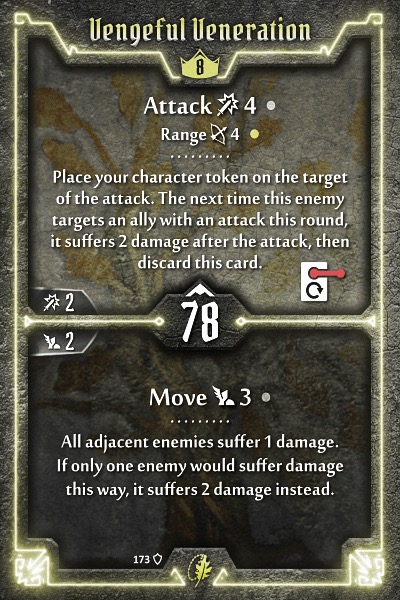 Vengeful Veneration
8
Attack 4
Range 4
Place your character token on the target
of the attack. The next time this enemy
targets an ally with an attack this round,
it suffers 2 damage after the attack, then
discard this card.
2
78
2
Move 3
All adjacent enemies suffer 1 damage.
If only one enemy would suffer damage
this way, it suffers 2 damage instead.
173